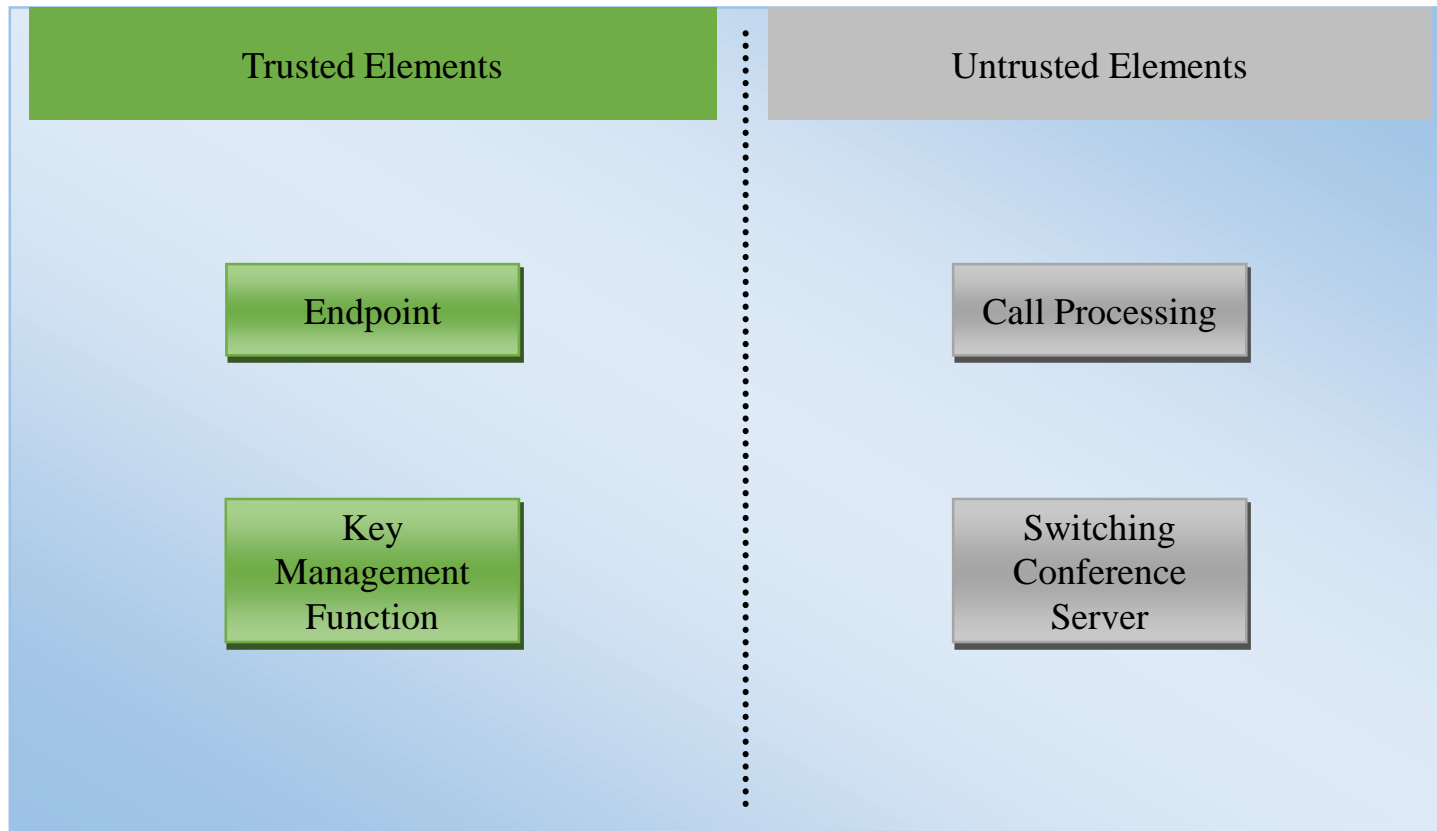 Trusted Elements
Untrusted Elements
Endpoint
Call Processing
Key
Management
Function
Switching
Conference
Server